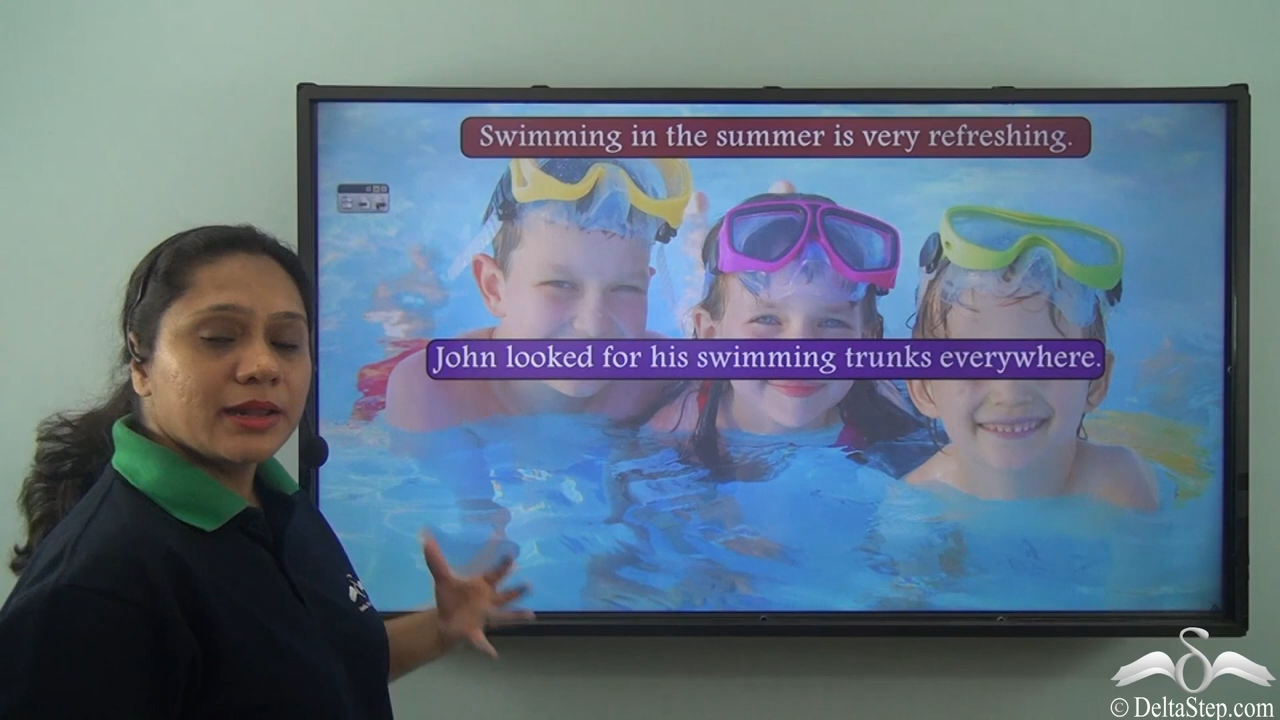 Swimming in the summer is very refreshing.
John looked for his swimming trunks everywhere.
© DeltaStep.com